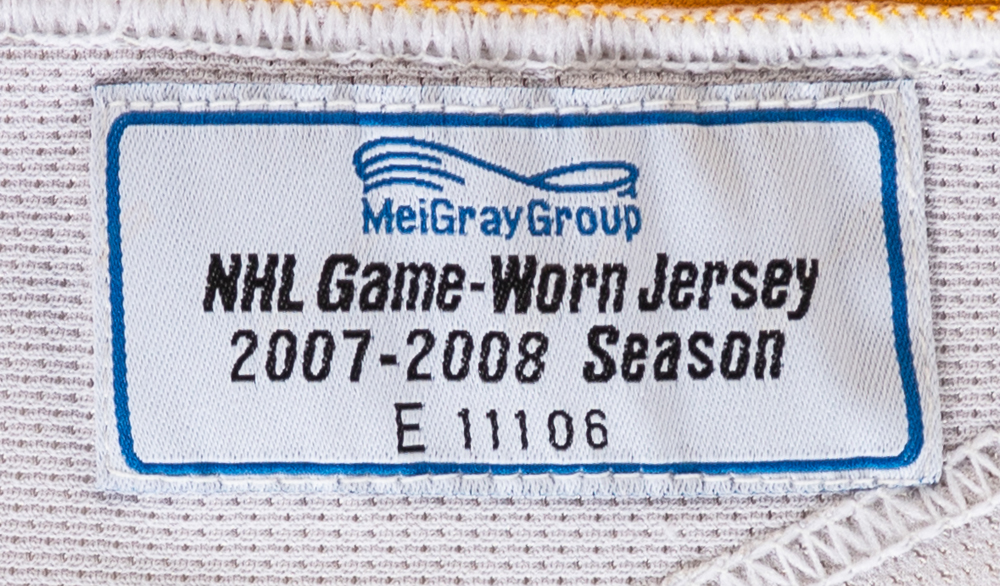 MeiGrayGroup
NHL Game-Worn Jersey
2007-2008 Season
E 11106